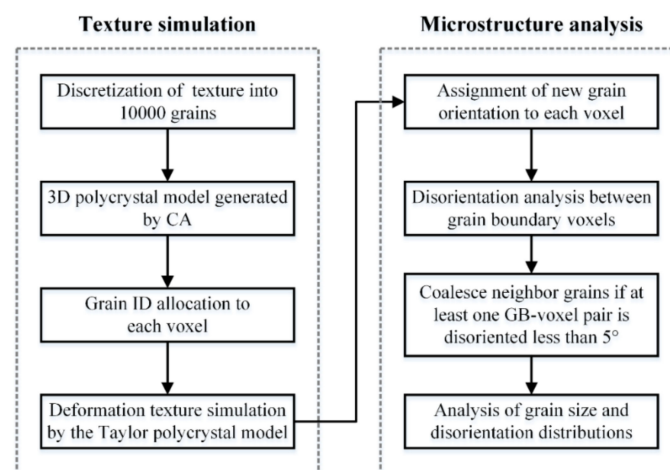 Texture simulation
Discretization of texture into
10000 grains
3D polycrystal model generated
by CA
Grain ID allocation to
each voxel
Deformation texture simulation
by the Taylor polycrystal model
Microstructure analysis
Assignment of new grain
orientation to each voxel
Disorientation analysis between
grain boundary voxels
Coalesce neighbor grains if at
least one GB-voxel pair is
disoriented less than 5°
Analysis of grain size and
disorientation distributions